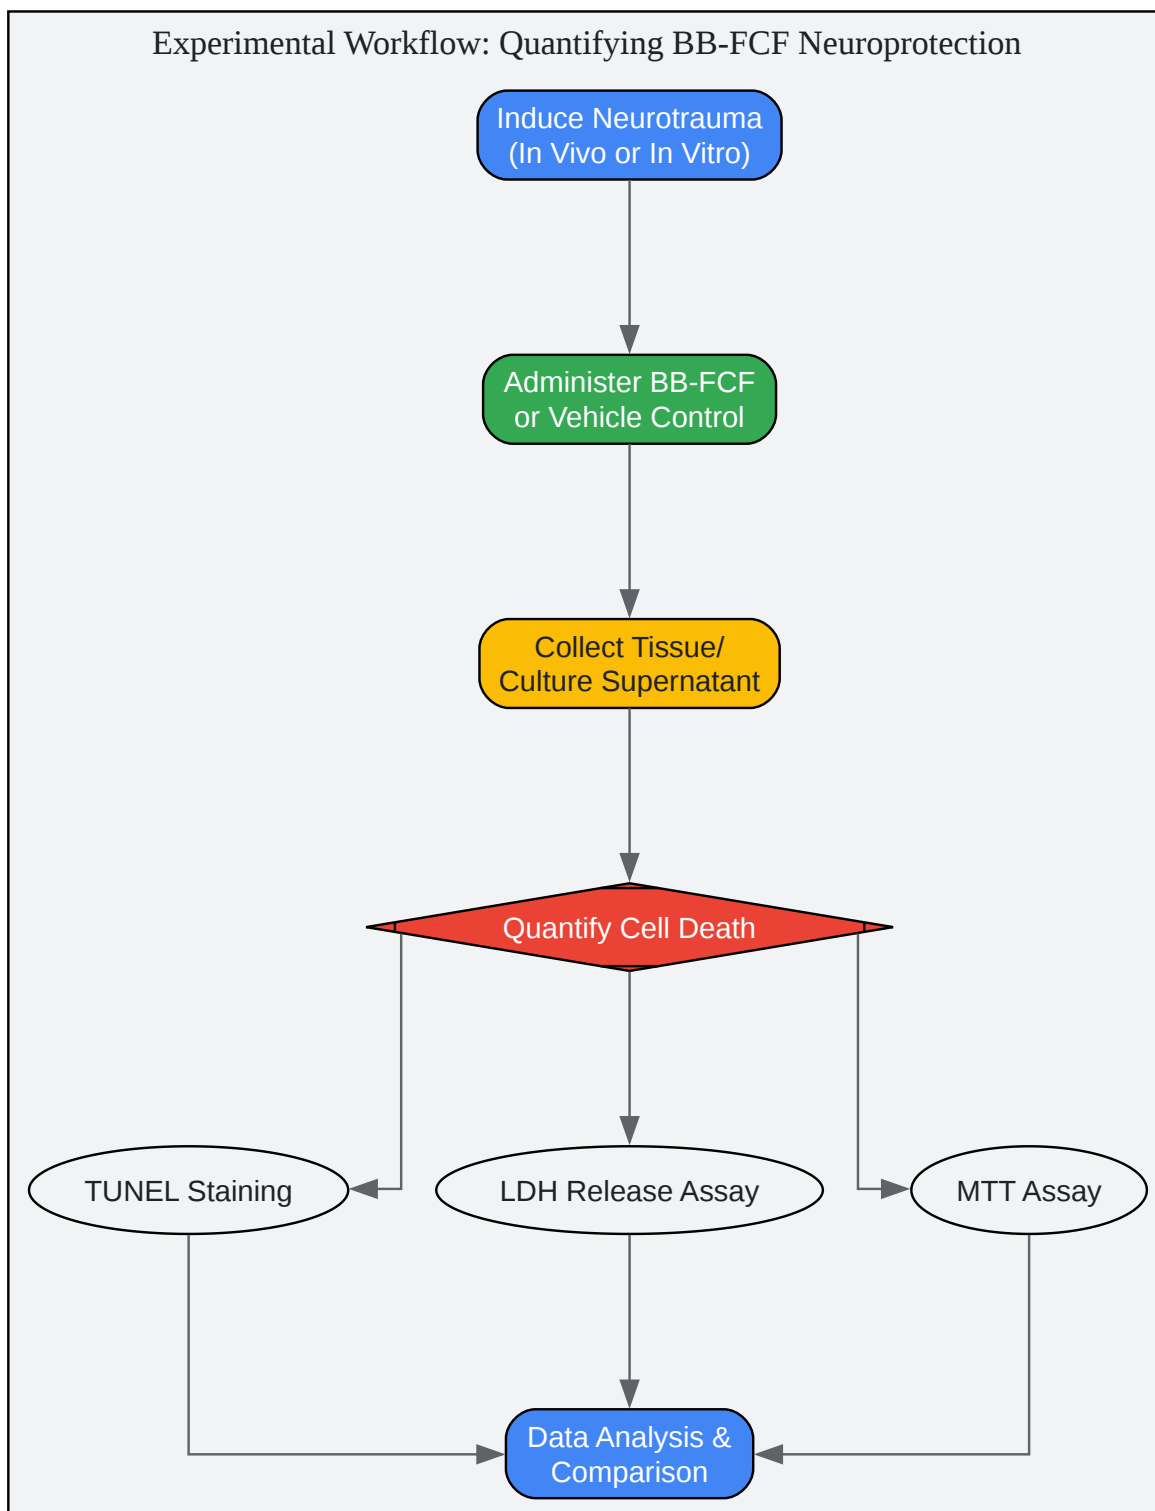 Experimental Workflow: Quantifying BB-FCF Neuroprotection
Induce Neurotrauma
(In Vivo or In Vitro)
Administer BB-FCF
or Vehicle Control
Collect Tissue/
Culture Supernatant
Quantify Cell Death
TUNEL Staining
LDH Release Assay
MTT Assay
Data Analysis &
Comparison